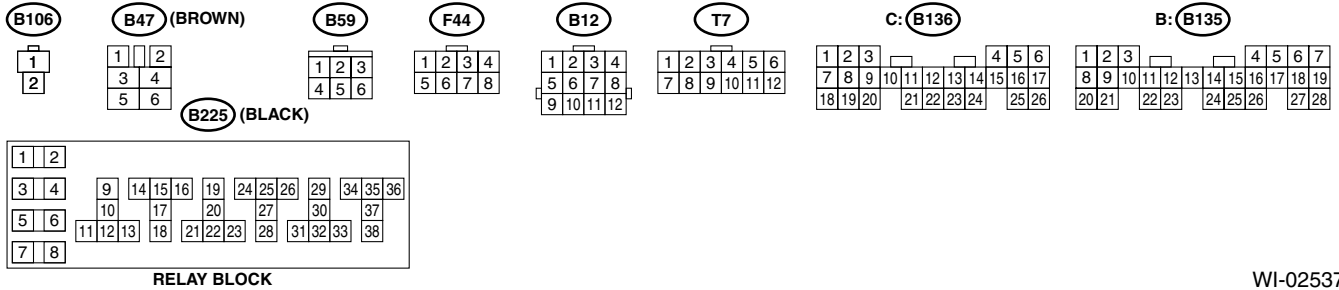 B106 B47 (BROWN) B59 F44 B12 T7 C: B136 B: B135
1 1 2 1 2 3 4 1 2 3 4 1 2 3 4 5 6 1 2 3 4 5 6 1 2 3 4 5 6 7
2 3 4 1 2 3 5 6 7 8 5 6 7 8 7 8 9 10 11 12 7 8 9 10 11 12 13 14 15 16 17 8 9 10 11 12 13 14 15 16 17 18 19
5 6 4 5 6 9 10 11 12 18 19 20 21 22 23 24 25 26 20 21 22 23 24 25 26 27 28
B225 (BLACK)
1 2
3 4 9 14 15 16 19 24 25 26 29 34 35 36
5 6 10 17 20 27 30 37
11 12 13 18 21 22 23 28 31 32 33 38
7 8
RELAY BLOCK
WI-02537